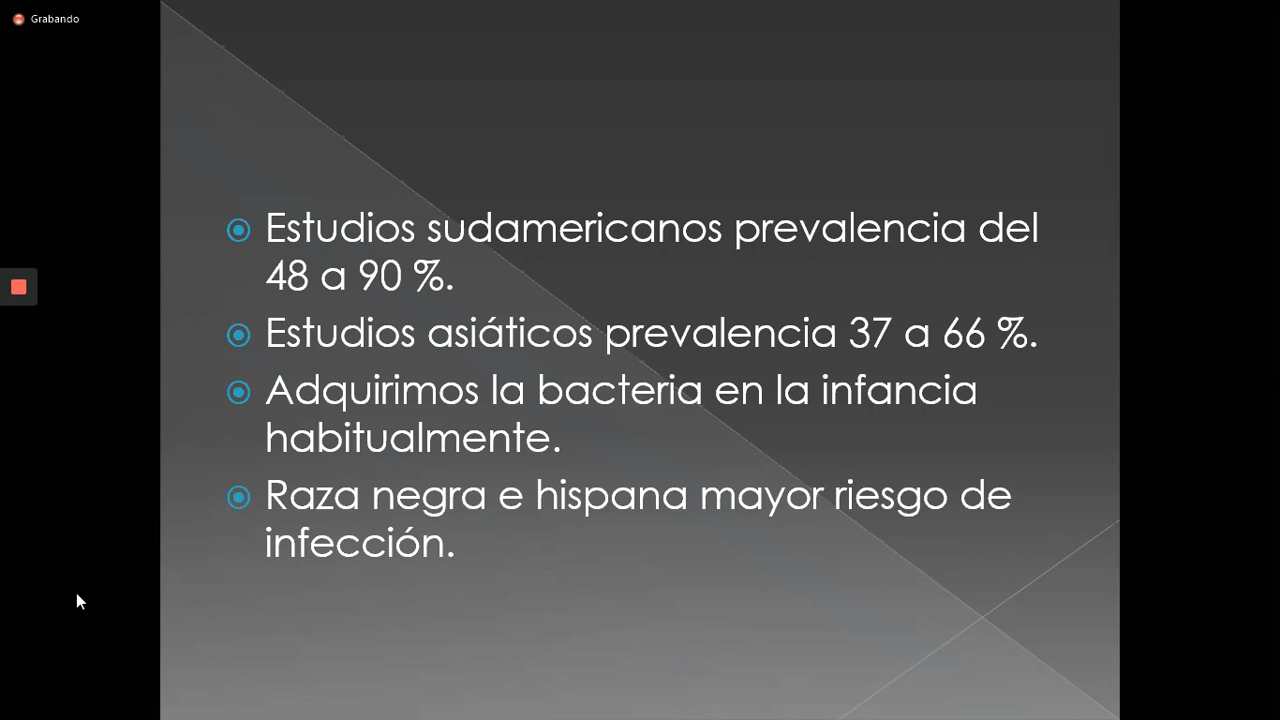 Grabando
Estudios sudamericanos prevalencia del
48 a 90 %.
Estudios asiáticos prevalencia 37 a 66 %.
Adquirimos la bacteria en la infancia
habitualmente.
Raza negra e hispana mayor riesgo de
infección.